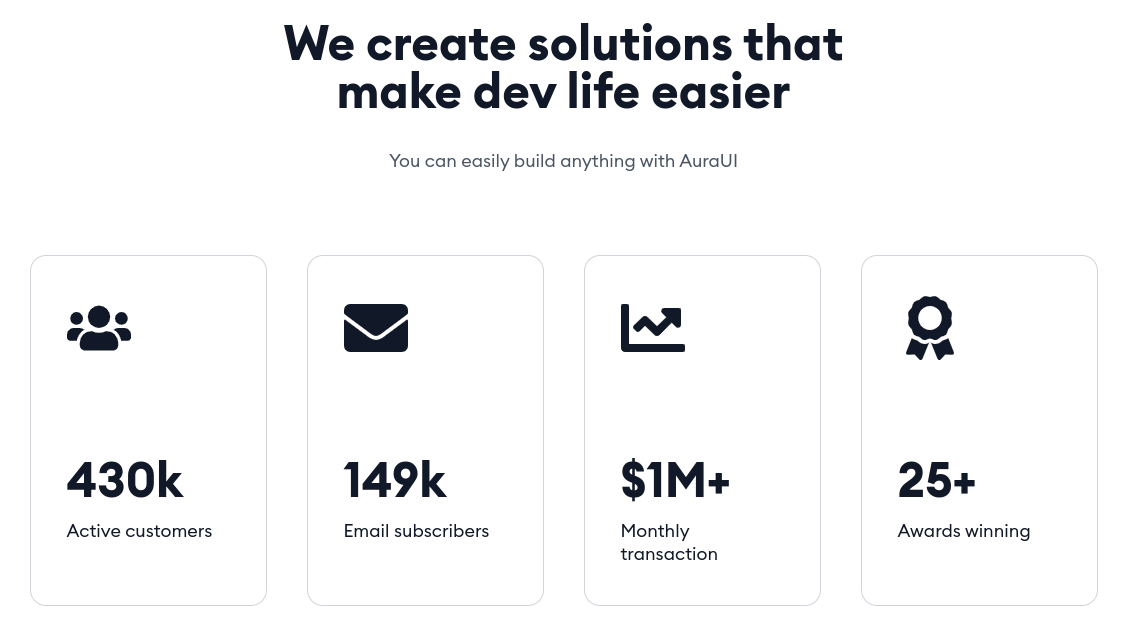 We create solutions that
make dev life easier
You can easily build anything with AuraUI
430k
Active customers
149k
Email subscribers
$1M+
Monthly
transaction
25+
Awards winning